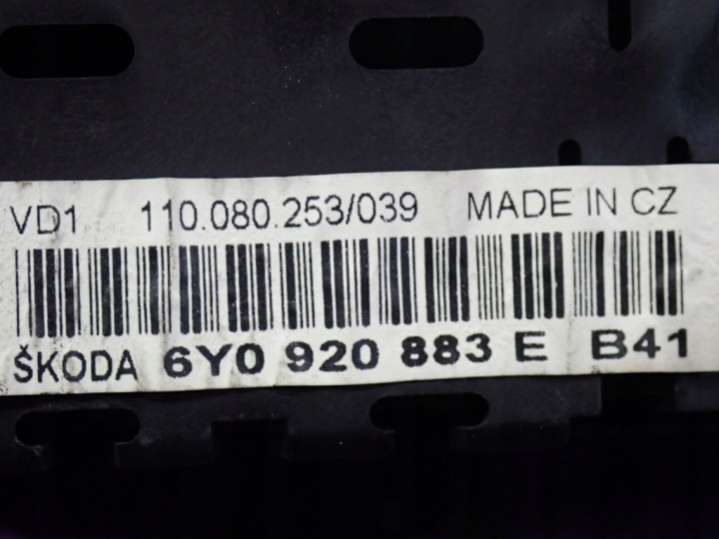 VD1 110.080.253/039 MADE IN CZ
ŠKODA 6Y0 920 883 E B41